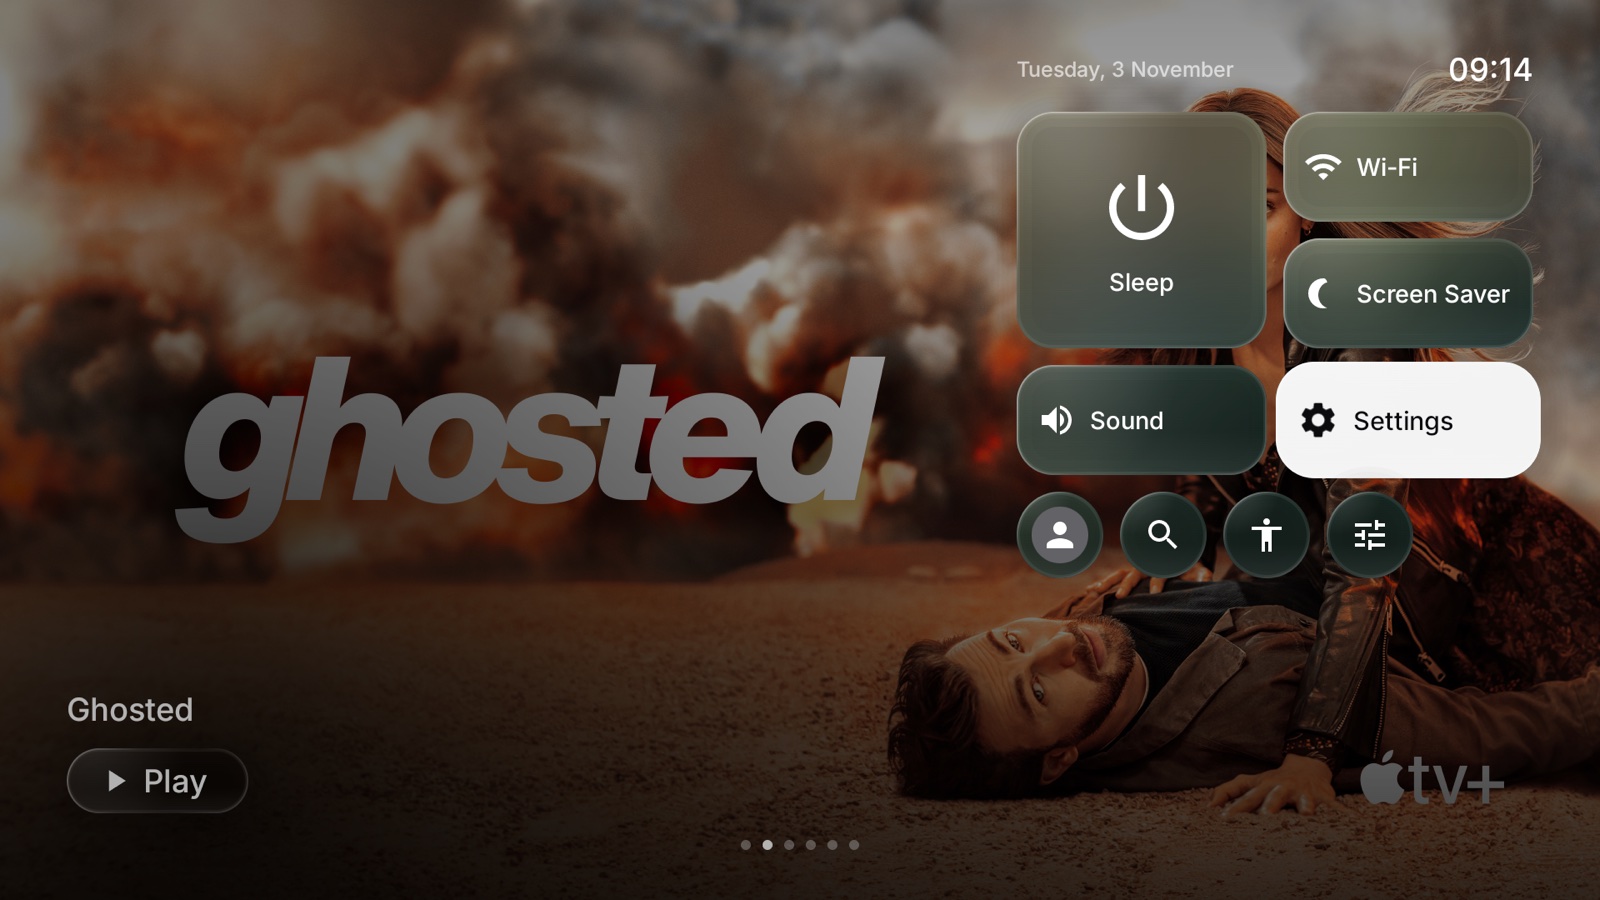 Tuesday, 3 November
09:14
Sleep
Wi-Fi
Screen Saver
Sound
Settings
ghosted
Ghosted
Play
tv+